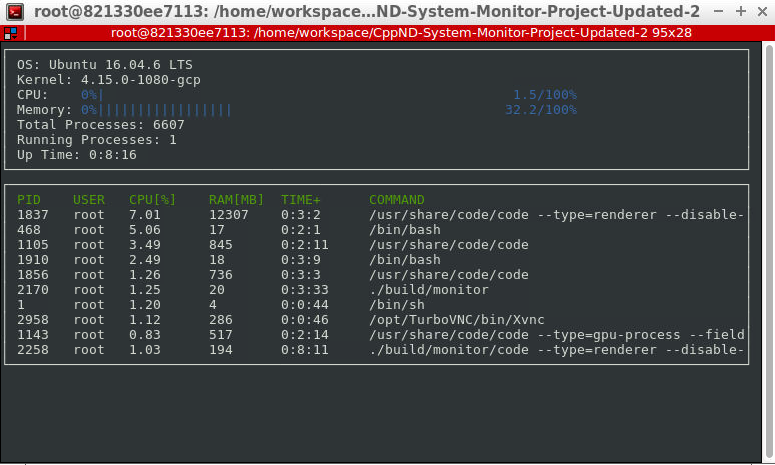 root@821330ee7113: /home/workspace...ND-System-Monitor-Project-Updated-2
root@821330ee7113: /home/workspace/CppND-System-Monitor-Project-Updated-2 95x28
OS: Ubuntu 16.04.6 LTS
Kernel: 4.15.0-1080-gcp
CPU: 0%| 1.5/100%
Memory: 0%||||||||||||||||| 32.2/100%
Total Processes: 6607
Running Processes: 1
Up Time: 0:8:16
PID USER CPU[%] RAM[MB] TIME+ COMMAND
1837 root 7.01 12307 0:3:2 /usr/share/code/code --type=renderer --disable-
468 root 5.06 17 0:2:1 /bin/bash
1105 root 3.49 845 0:2:11 /usr/share/code/code
1910 root 2.49 18 0:3:9 /bin/bash
1856 root 1.26 736 0:3:3 /usr/share/code/code
2170 root 1.25 20 0:3:33 ./build/monitor
1 root 1.20 4 0:0:44 /bin/sh
2958 root 1.12 286 0:0:46 /opt/TurboVNC/bin/Xvnc
1143 root 0.83 517 0:2:14 /usr/share/code/code --type=gpu-process --field
2258 root 1.03 194 0:8:11 ./build/monitor/code --type=renderer --disable-